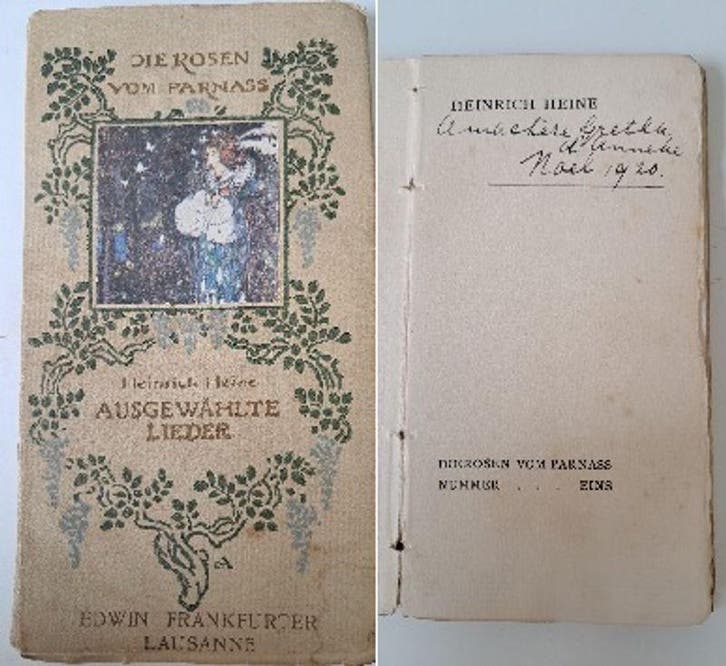 DIE ROSEN
VOM PARNASS
Heinrich Heine
AUSGEWÄHLTE
LIEDER
A
EDWIN FRANKFURTER
LAUSANNE
HEINRICH HEINE
A ma chère Gretha
d'Anneke
Noel 1920.
DIE ROSEN VOM PARNASS
NUMMER . . . EINS